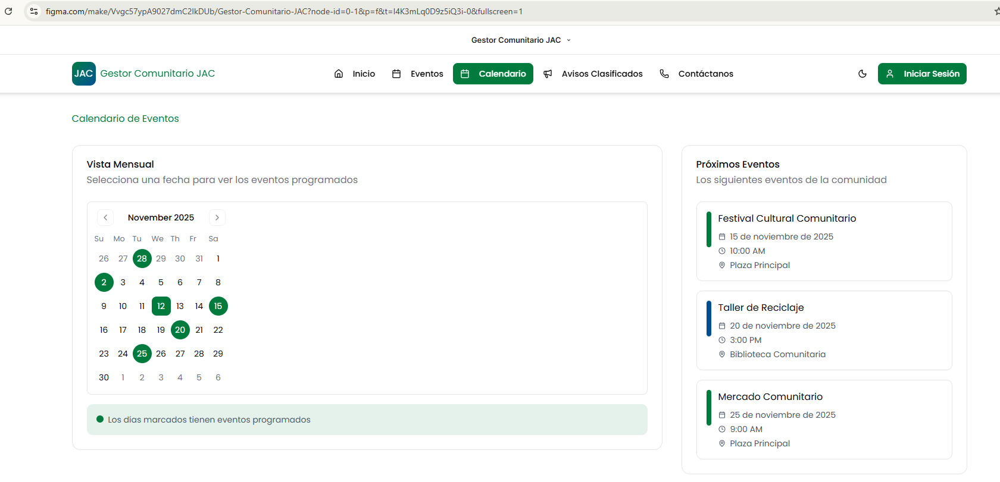 figma.com/make/Vvgc57ypA9027dmC2IkDUb/Gestor-Comunitario-JAC?node-id=0-1&p=f&t=I4K3mLq0D9z5iQ3i-0&fullscreen=1
Gestor Comunitario JAC
JAC Gestor Comunitario JAC Inicio Eventos Calendario Avisos Clasificados Contáctanos Iniciar Sesión
Calendario de Eventos
Vista Mensual
Selecciona una fecha para ver los eventos programados
November 2025
Su Mo Tu We Th Fr Sa
26 27 28 29 30 31 1
2 3 4 5 6 7 8
9 10 11 12 13 14 15
16 17 18 19 20 21 22
23 24 25 26 27 28 29
30 1 2 3 4 5 6
Los días marcados tienen eventos programados
Próximos Eventos
Los siguientes eventos de la comunidad
Festival Cultural Comunitario
15 de noviembre de 2025
10:00 AM
Plaza Principal
Taller de Reciclaje
20 de noviembre de 2025
3:00 PM
Biblioteca Comunitaria
Mercado Comunitario
25 de noviembre de 2025
9:00 AM
Plaza Principal